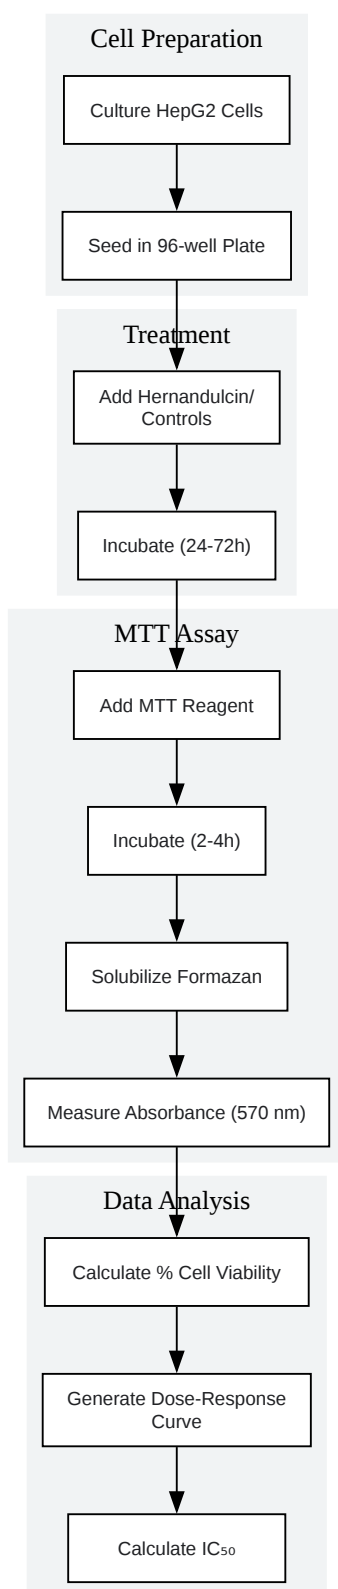 Cell Preparation
Culture HepG2 Cells
Seed in 96-well Plate
Treatment
Add Hernandulcin/
Controls
Incubate (24-72h)
MTT Assay
Add MTT Reagent
Incubate (2-4h)
Solubilize Formazan
Measure Absorbance (570 nm)
Data Analysis
Calculate % Cell Viability
Generate Dose-Response
Curve
Calculate IC₅₀